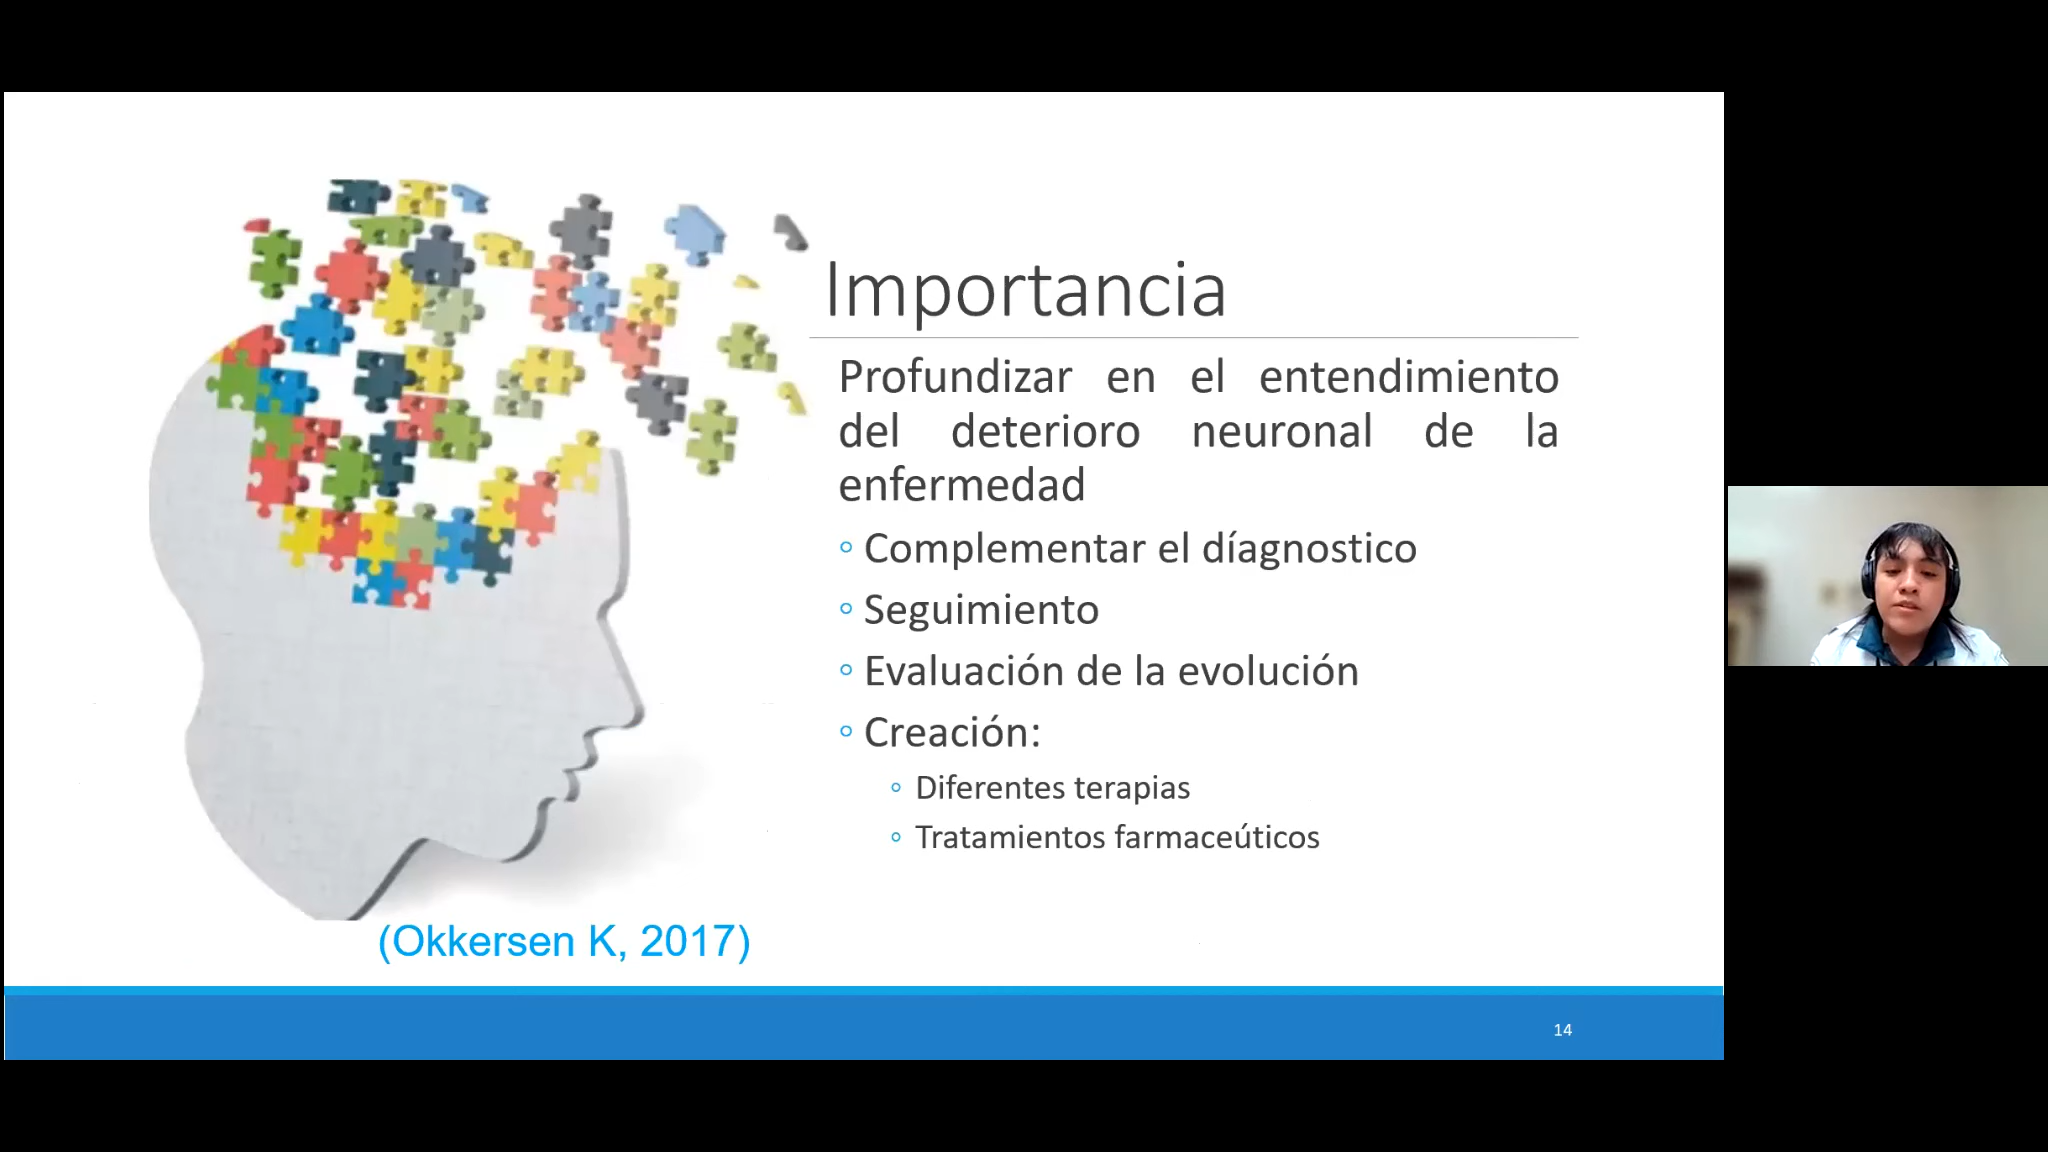 Importancia
Profundizar en el entendimiento
del deterioro neuronal de la
enfermedad
◦ Complementar el díagnostico
◦ Seguimiento
◦ Evaluación de la evolución
◦ Creación:
◦ Diferentes terapias
◦ Tratamientos farmaceúticos
(Okkersen K, 2017)
14